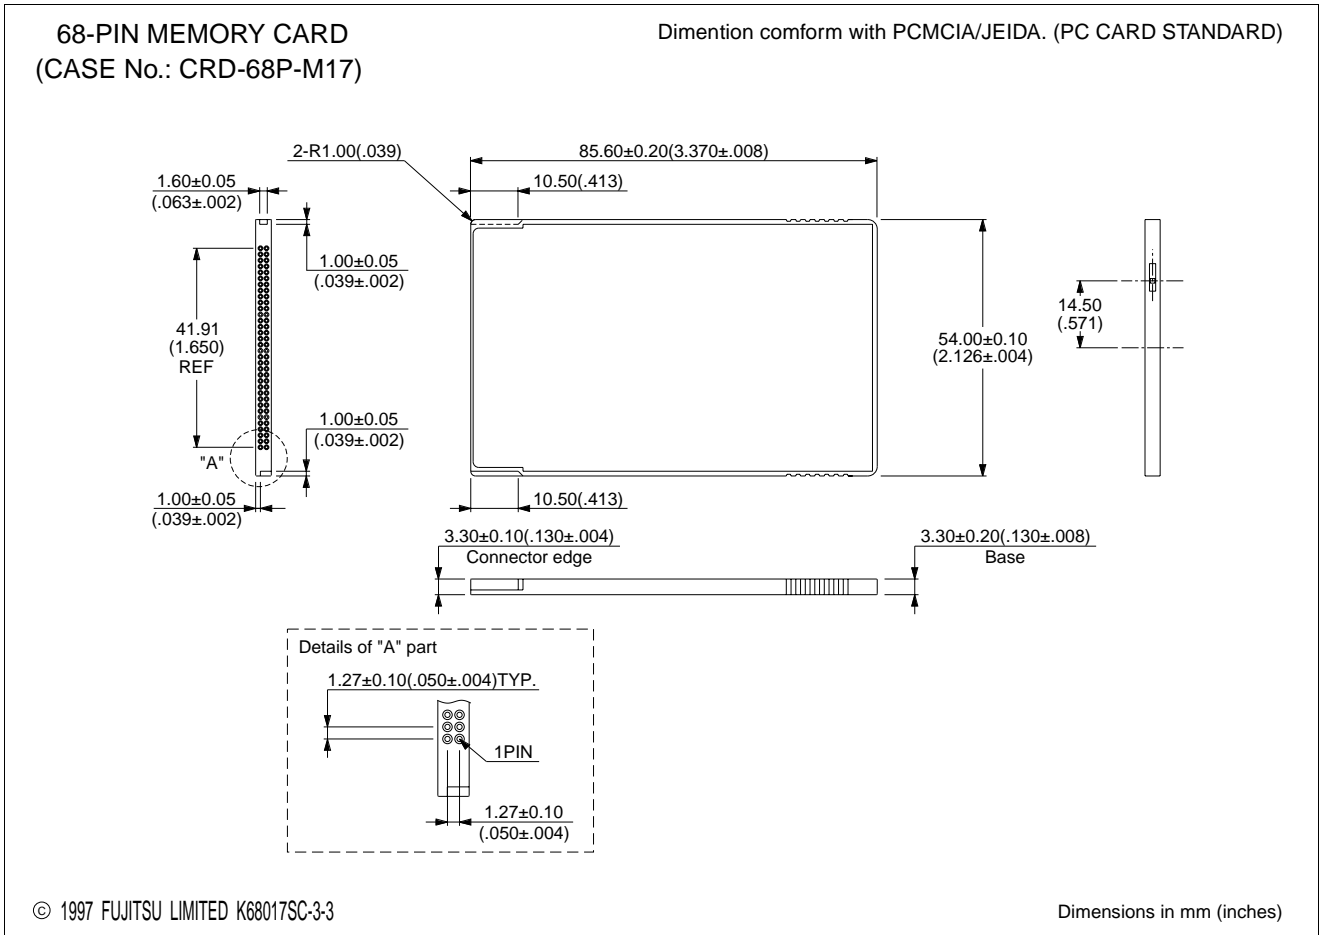 68-PIN MEMORY CARD
(CASE No.: CRD-68P-M17)
Dimention comform with PCMCIA/JEIDA. (PC CARD STANDARD)
2-R1.00(.039)
85.60±0.20(3.370±.008)
10.50(.413)
1.60±0.05
(.063±.002)
1.00±0.05
(.039±.002)
41.91
(1.650)
REF
54.00±0.10
(2.126±.004)
14.50
(.571)
1.00±0.05
(.039±.002)
"A"
1.00±0.05
(.039±.002)
10.50(.413)
3.30±0.10(.130±.004)
Connector edge
3.30±0.20(.130±.008)
Base
Details of "A" part
1.27±0.10(.050±.004)TYP.
1PIN
1.27±0.10
(.050±.004)
© 1997 FUJITSU LIMITED K68017SC-3-3
Dimensions in mm (inches)